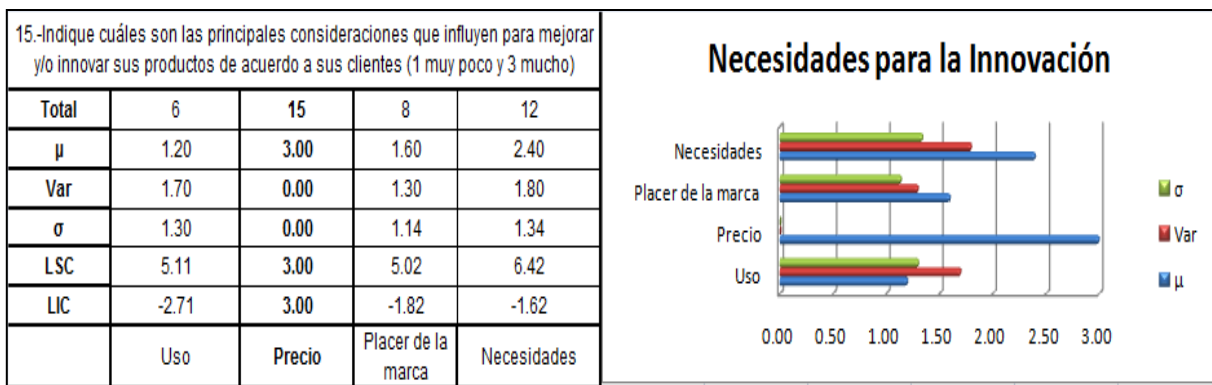 15.-Indique cuáles son las principales consideraciones que influyen para mejorar
y/o innovar sus productos de acuerdo a sus clientes (1 muy poco y 3 mucho)
Total 6 15 8 12
µ 1.20 3.00 1.60 2.40
Var 1.70 0.00 1.30 1.80
σ 1.30 0.00 1.14 1.34
LSC 5.11 3.00 5.02 6.42
LIC -2.71 3.00 -1.82 -1.62
Uso Precio Placer de la marca Necesidades
Necesidades para la Innovación
Necesidades
Placer de la marca
Precio
Uso
0.00 0.50 1.00 1.50 2.00 2.50 3.00
σ
Var
µ